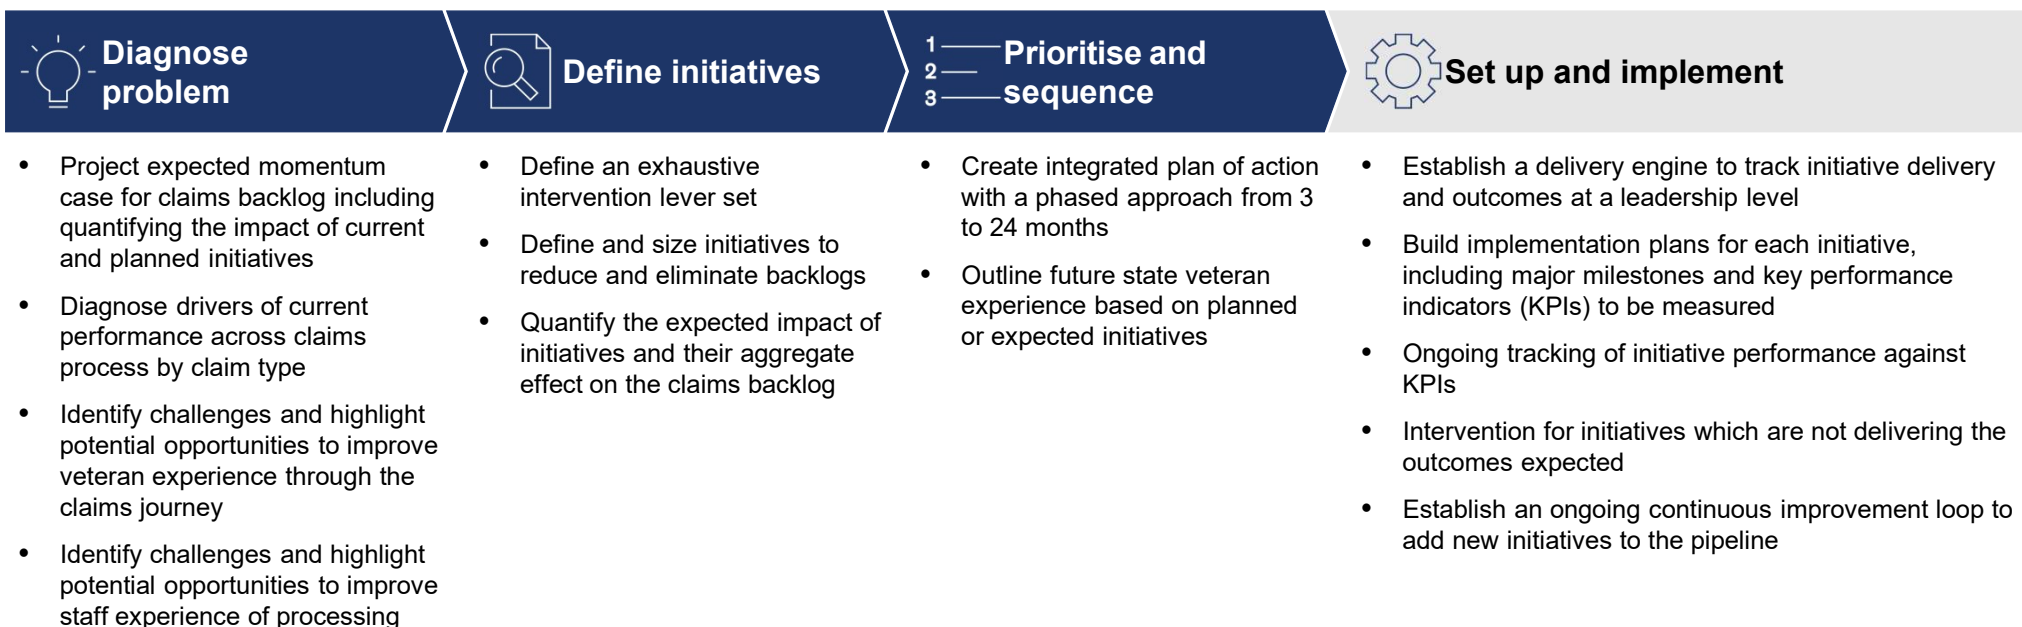 Diagnose
problem
• Project expected momentum
case for claims backlog including
quantifying the impact of current
and planned initiatives
• Diagnose drivers of current
performance across claims
process by claim type
• Identify challenges and highlight
potential opportunities to improve
veteran experience through the
claims journey
• Identify challenges and highlight
potential opportunities to improve
staff experience of processing
Define initiatives
• Define an exhaustive
intervention lever set
• Define and size initiatives to
reduce and eliminate backlogs
• Quantify the expected impact of
initiatives and their aggregate
effect on the claims backlog
1
2
3
Prioritise and
sequence
• Create integrated plan of action
with a phased approach from 3
to 24 months
• Outline future state veteran
experience based on planned
or expected initiatives
Set up and implement
• Establish a delivery engine to track initiative delivery
and outcomes at a leadership level
• Build implementation plans for each initiative,
including major milestones and key performance
indicators (KPIs) to be measured
• Ongoing tracking of initiative performance against
KPIs
• Intervention for initiatives which are not delivering the
outcomes expected
• Establish an ongoing continuous improvement loop to
add new initiatives to the pipeline